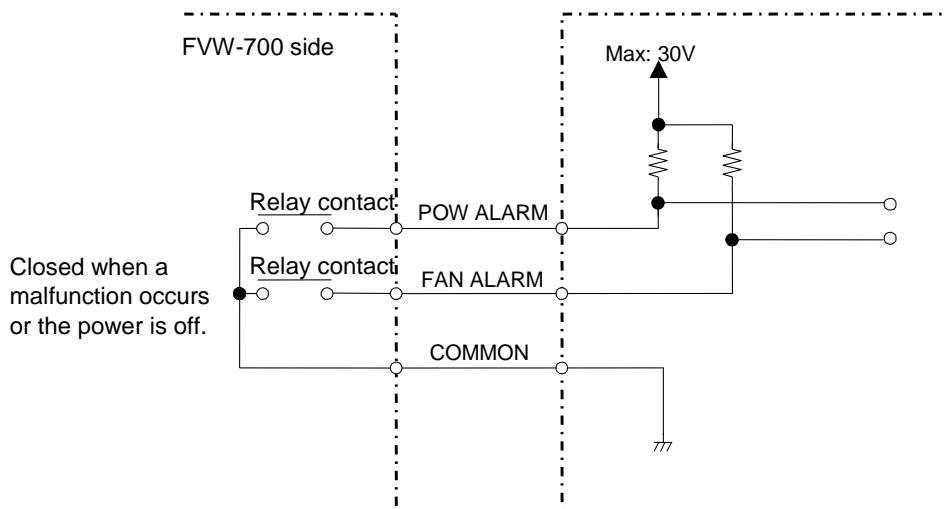 FVW-700 side
Max: 30V
Relay contact
POW ALARM
Relay contact
FAN ALARM
Closed when a
malfunction occurs
or the power is off.
COMMON